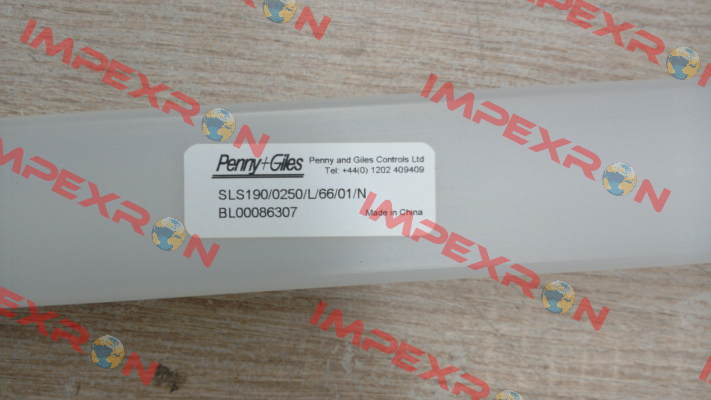 Penny+Giles
Penny and Giles Controls Ltd
Tel: +44(0) 1202 409409
SLS190/0250/L/66/01/N
BL00086307
Made in China
IMPEXRON
IMPEXRON
IMPEXRON
IMPEXRON
IMPEXRON
IMPEXRON
IMPEXRON